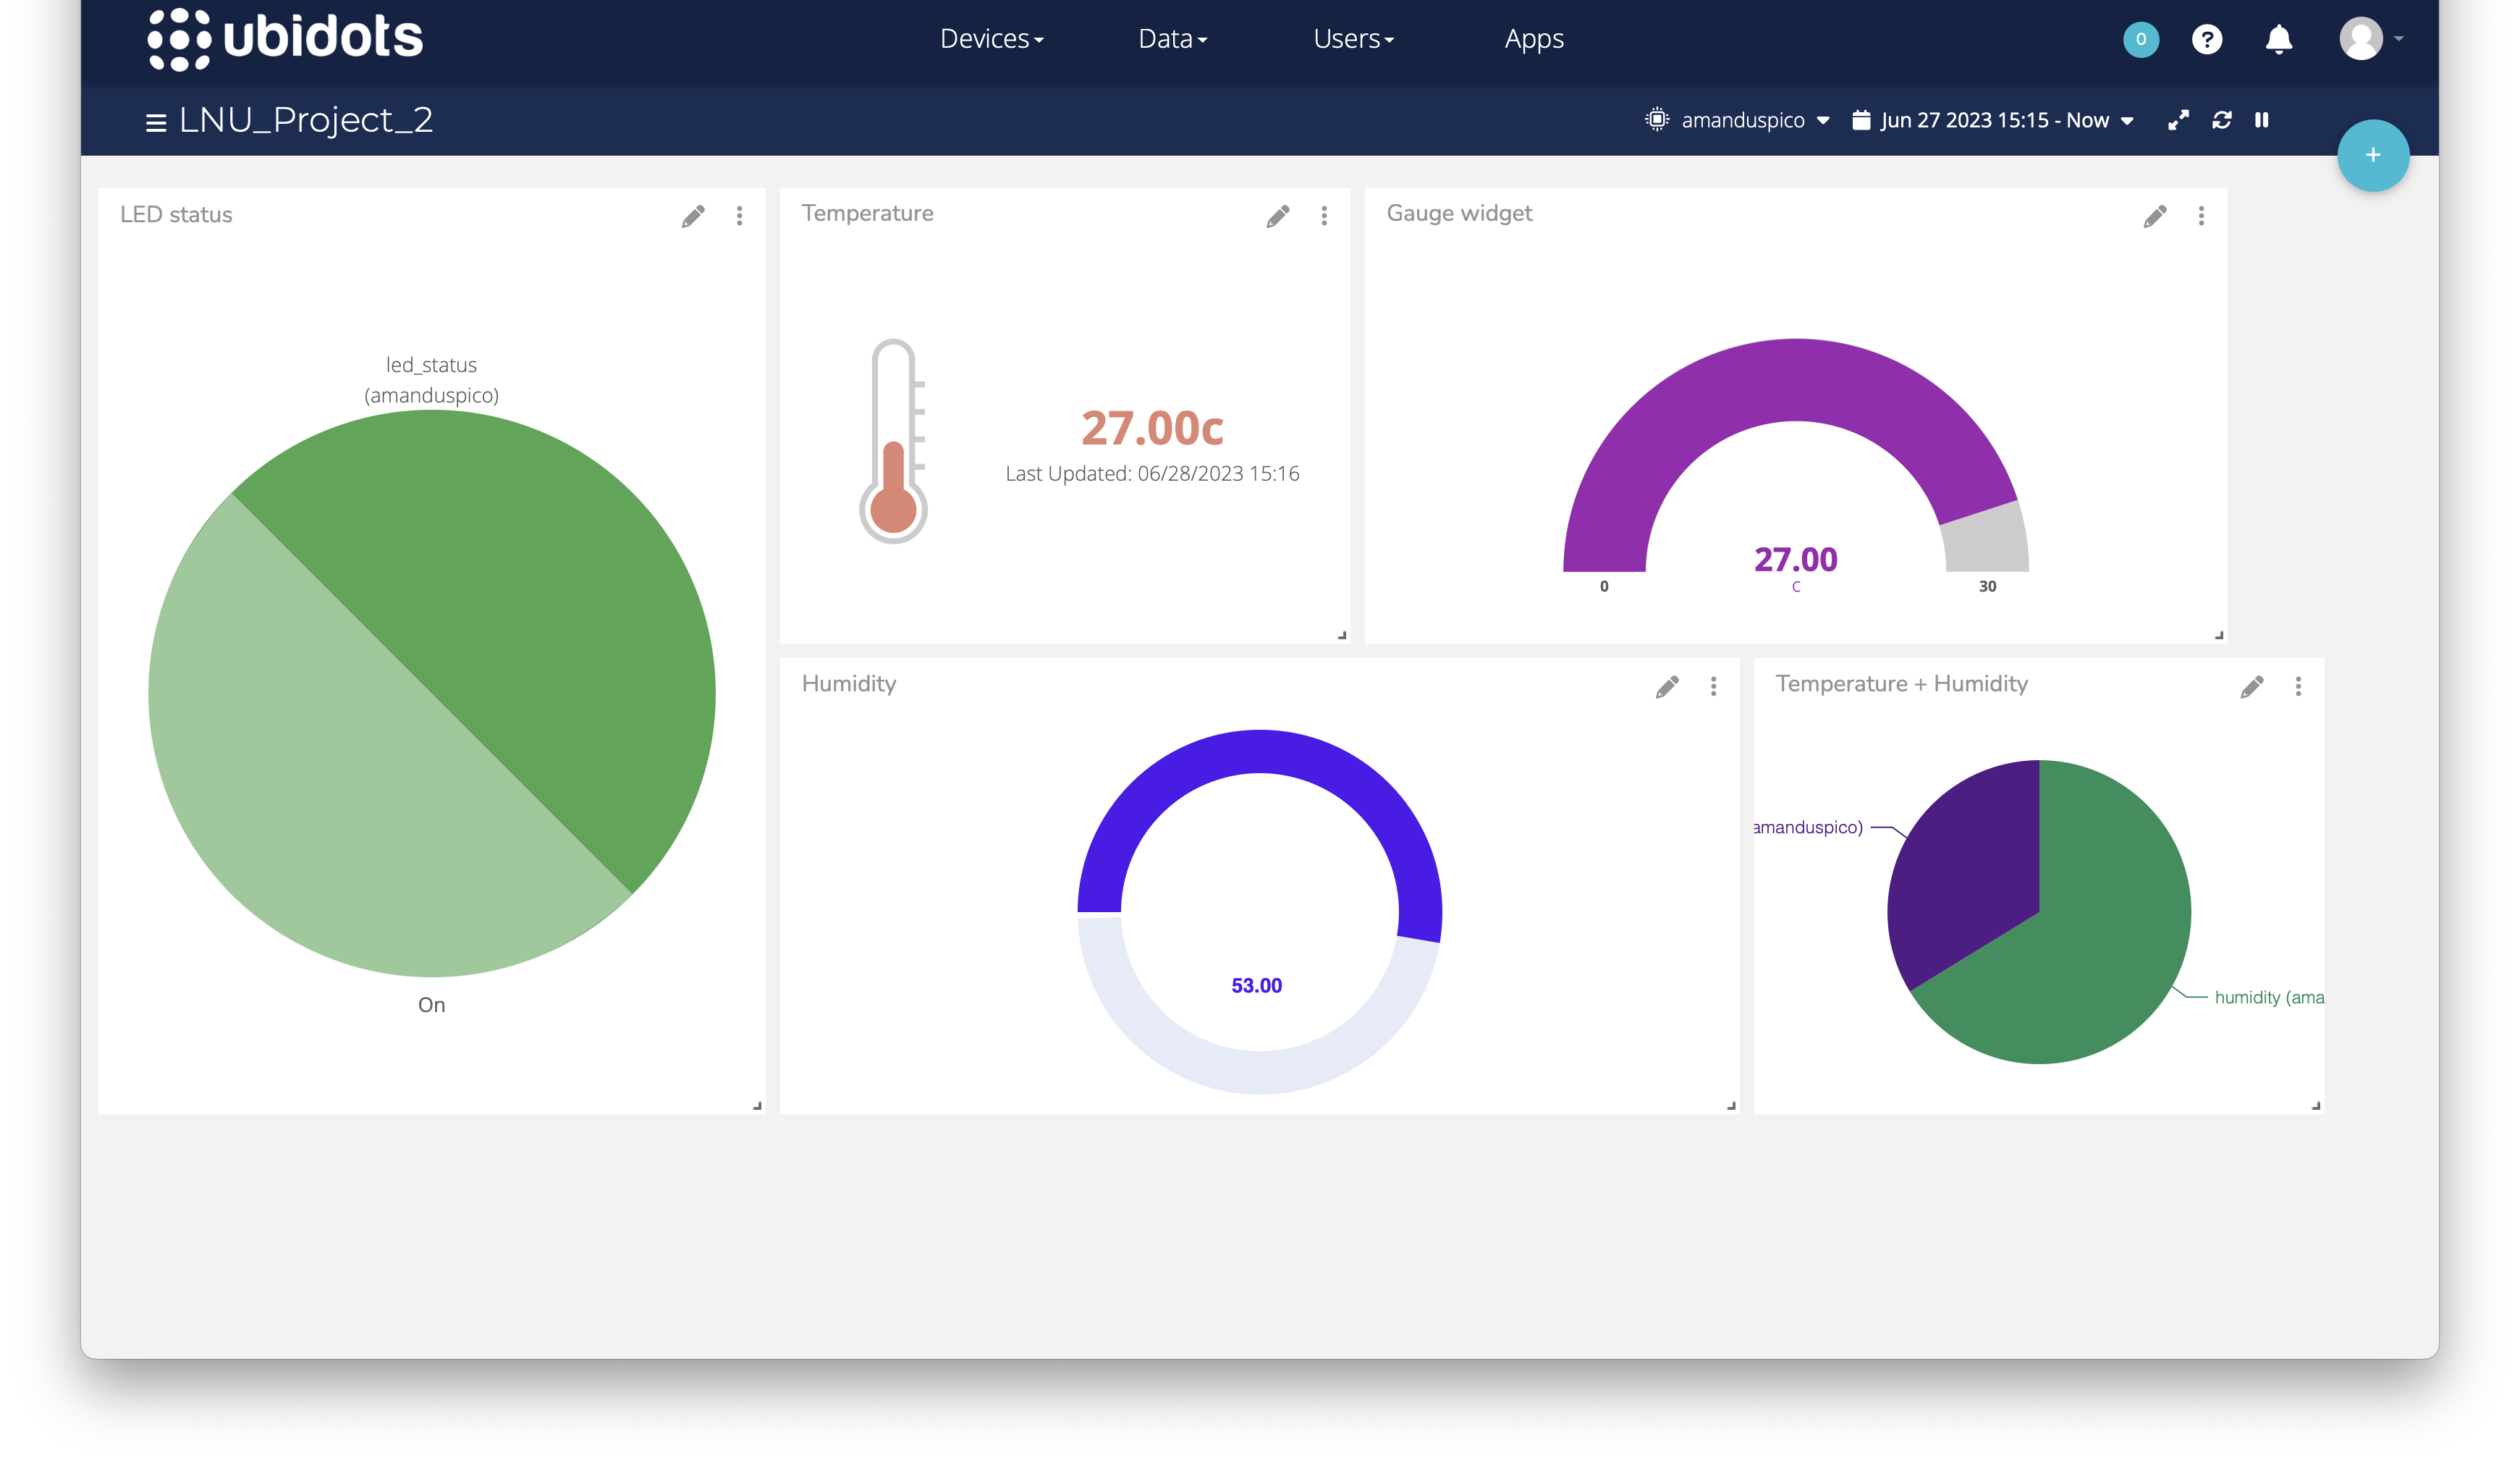 ubidots
Devices
Data
Users
Apps
0
?
LNU_Project_2
amanduspico
Jun 27 2023 15:15 - Now
+
LED status
led_status
(amanduspico)
On
Temperature
27.00c
Last Updated: 06/28/2023 15:16
Gauge widget
27.00
C
0
30
Humidity
53.00
Temperature + Humidity
amanduspico)
humidity (ama